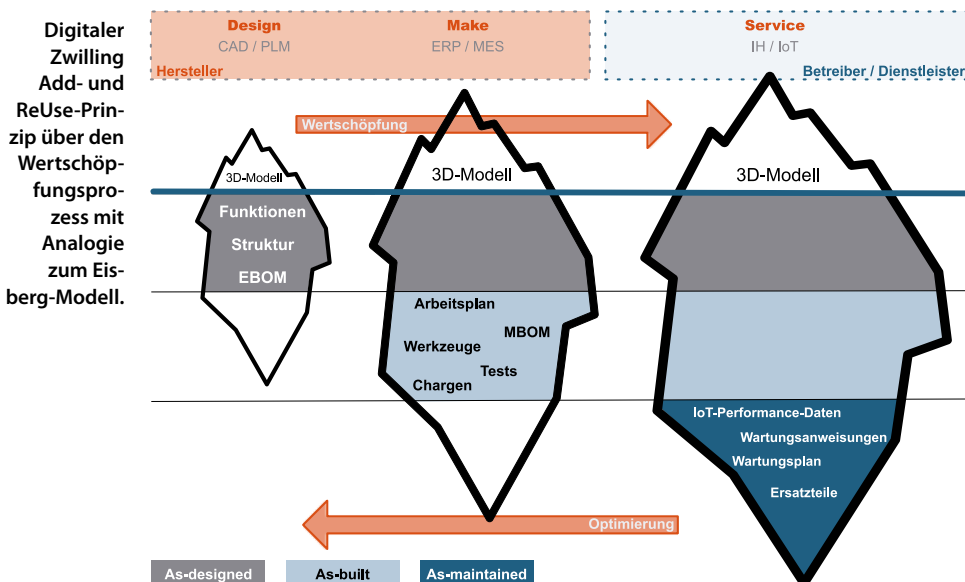 Digitaler
Zwilling
Add- und
ReUse-Prin-
zip über den
Wertschöp-
fungspro-
zess mit
Analogie
zum Eis-
berg-Modell.
Design
CAD / PLM
Hersteller
Make
ERP / MES
Service
IH / IoT
Betreiber / Dienstleister
Wertschöpfung
3D-Modell
Funktionen
Struktur
EBOM
3D-Modell
Arbeitsplan
MBOM
Werkzeuge
Tests
Chargen
3D-Modell
IoT-Performance-Daten
Wartungsanweisungen
Wartungsplan
Ersatzteile
Optimierung
As-designed
As-built
As-maintained